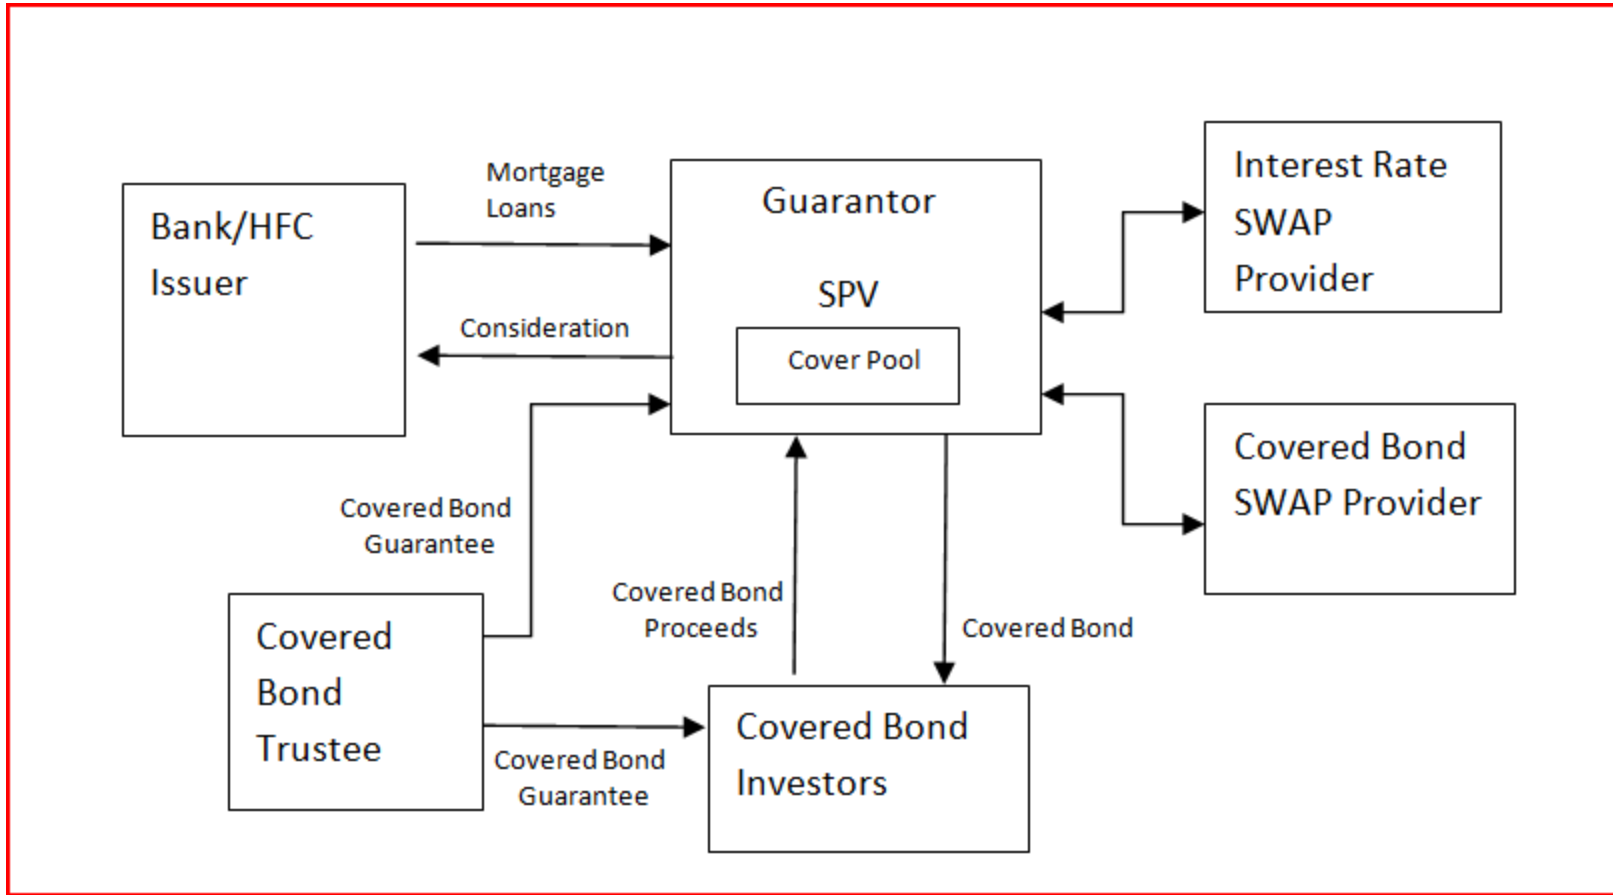 Bank/HFC
Issuer
Mortgage
Loans
Consideration
Guarantor
SPV
Cover Pool
Interest Rate
SWAP
Provider
Covered Bond
SWAP Provider
Covered Bond
Guarantee
Covered
Bond
Trustee
Covered Bond
Guarantee
Covered Bond
Proceeds
Covered Bond
Covered Bond
Investors